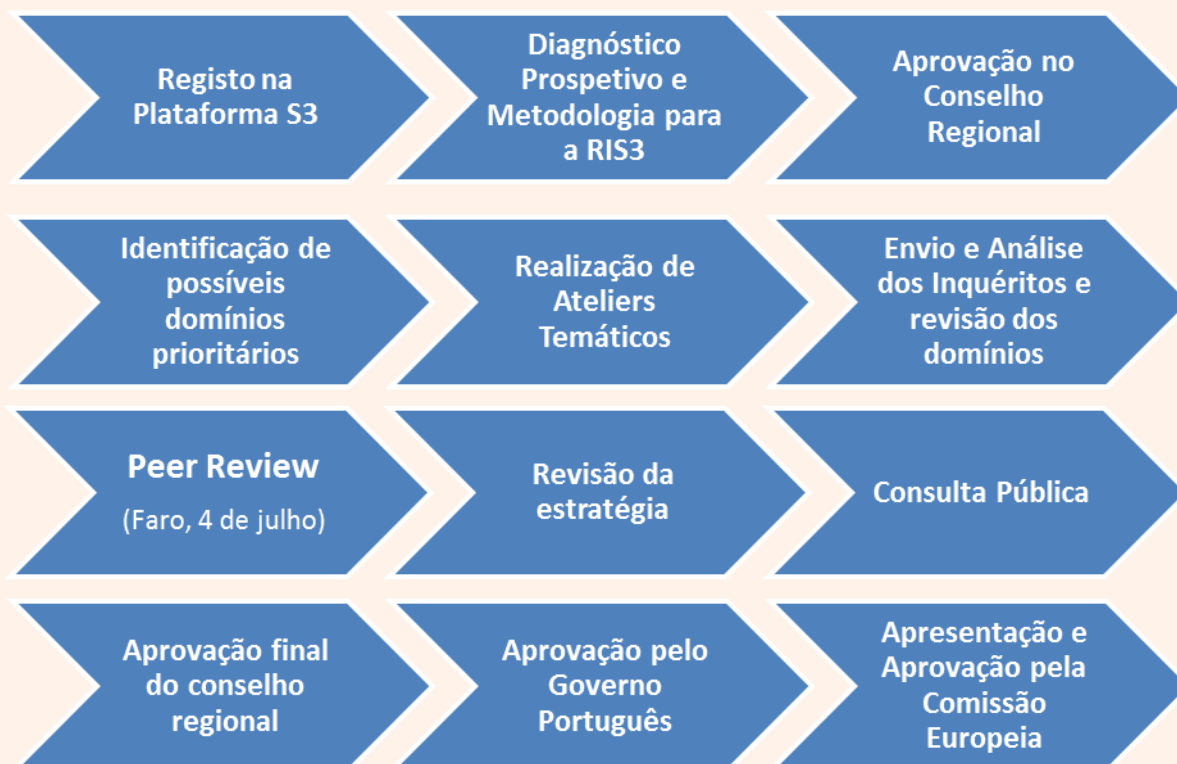 Registo na
Plataforma S3
Diagnóstico
Prospetivo e
Metodologia para
a RIS3
Aprovação no
Conselho
Regional
Identificação de
possíveis
domínios
prioritários
Realização de
Ateliers
Temáticos
Envio e Análise
dos Inquéritos e
revisão dos
domínios
Peer Review
(Faro, 4 de julho)
Revisão da
estratégia
Consulta Pública
Aprovação final
do conselho
regional
Aprovação pelo
Governo
Português
Apresentação e
Aprovação pela
Comissão
Europeia